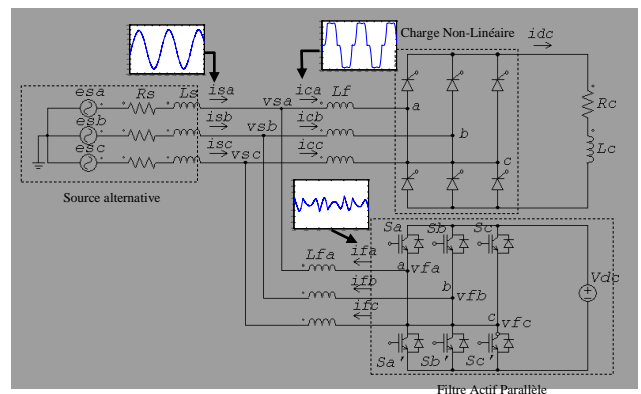 Charge Non-Linéaire
idc
isa
ica
esa
Rs
Ls
Lf
vsa
a
Rc
esb
isb
icb
vsb
b
esc
isc
icc
vsc
c
Lc
Source alternative
Sa
Sb
Sc
ifa
Lfa
a
vfa
Vdc
ifb
b
vfb
ifc
c
vfc
Sa'
Sb'
Sc'
Filtre Actif Parallèle